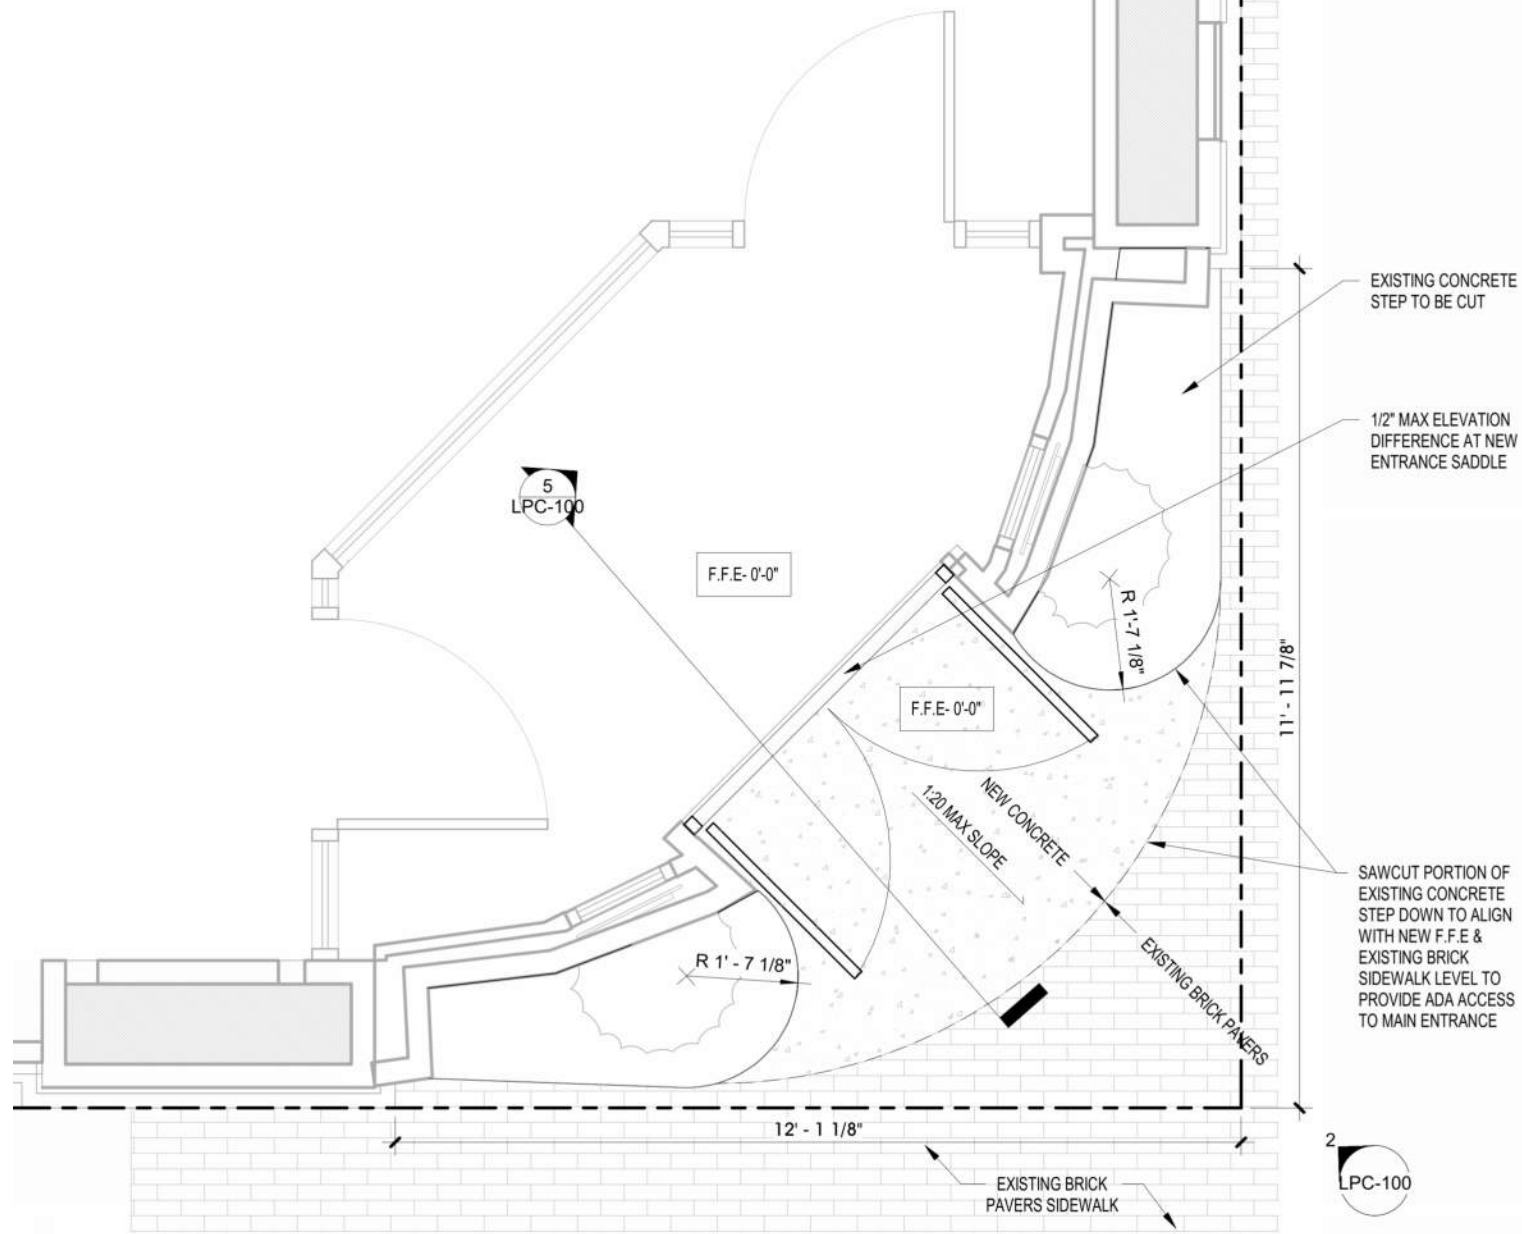 EXISTING CONCRETE
STEP TO BE CUT
1/2" MAX ELEVATION
DIFFERENCE AT NEW
ENTRANCE SADDLE
5
LPC-100
F.F.E- 0'-0"
R 1'-7 1/8"
11' - 11 7/8"
F.F.E- 0'-0"
NEW CONCRETE
1:20 MAX SLOPE
SAWCUT PORTION OF
EXISTING CONCRETE
STEP DOWN TO ALIGN
WITH NEW F.F.E &
EXISTING BRICK
SIDEWALK LEVEL TO
PROVIDE ADA ACCESS
TO MAIN ENTRANCE
R 1' - 7 1/8"
EXISTING BRICK PAVERS
12' - 1 1/8"
2
LPC-100
EXISTING BRICK
PAVERS SIDEWALK